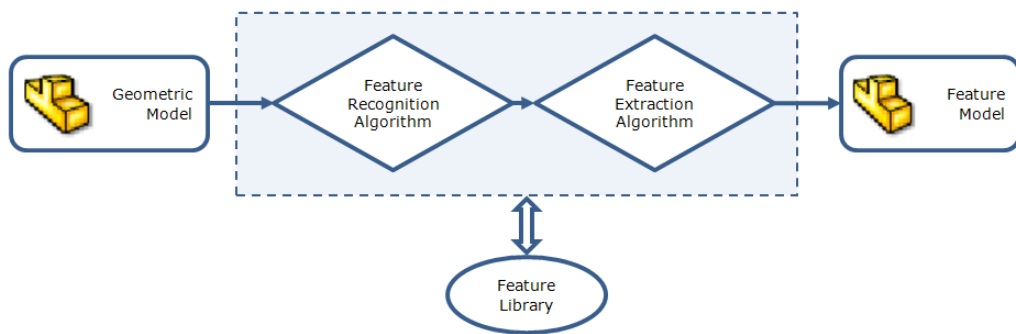 Geometric
Model
Feature
Recognition
Algorithm
Feature
Extraction
Algorithm
Feature
Model
Feature
Library